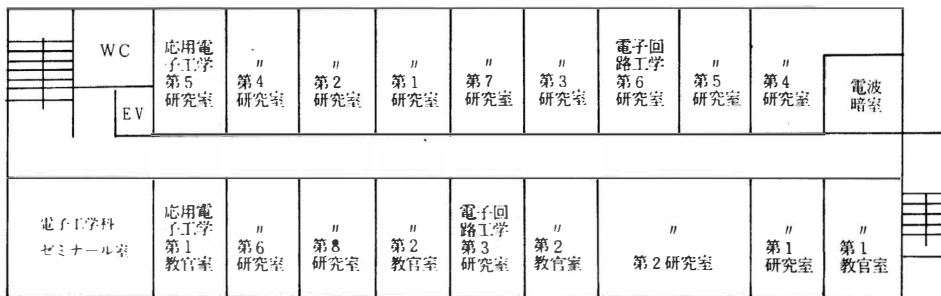 WC
EV
応用電
子工学
第5
研究室
〃
第4
研究室
〃
第2
研究室
〃
第1
研究室
〃
第7
研究室
〃
第3
研究室
電子回
路工学
第6
研究室
〃
第5
研究室
〃
第4
研究室
電波
暗室
電子工学科
ゼミナール室
応用電
子工学
第1
教官室
〃
第6
研究室
〃
第8
研究室
〃
第2
教官室
電子回
路工学
第3
研究室
〃
第2
教官室
〃
第2研究室
〃
第1
研究室
〃
第1
教官室